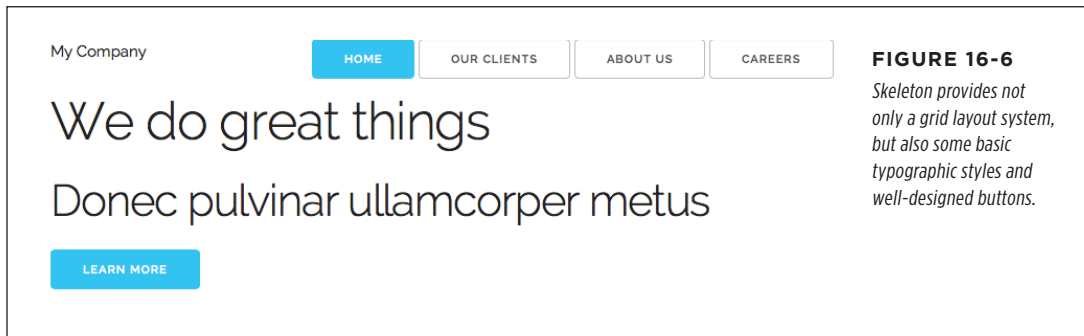 My Company
HOME
OUR CLIENTS
ABOUT US
CAREERS
We do great things
Donec pulvinar ullamcorper metus
LEARN MORE
FIGURE 16-6
Skeleton provides not
only a grid layout system,
but also some basic
typographic styles and
well-designed buttons.